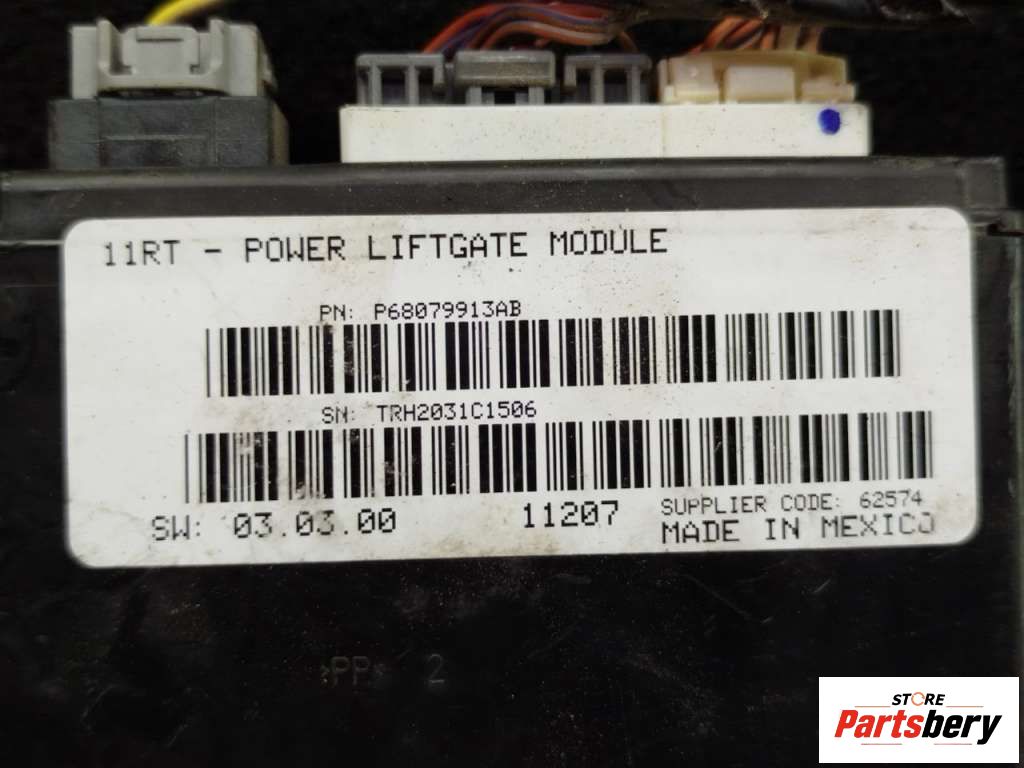 11RT - POWER LIFTGATE MODULE
PN: P68079913AB
SN: TRH2031C1506
SW: 03.03.00
11207
SUPPLIER CODE: 62574
MADE IN MEXICO
>PP< 2
STORE
Partsbery